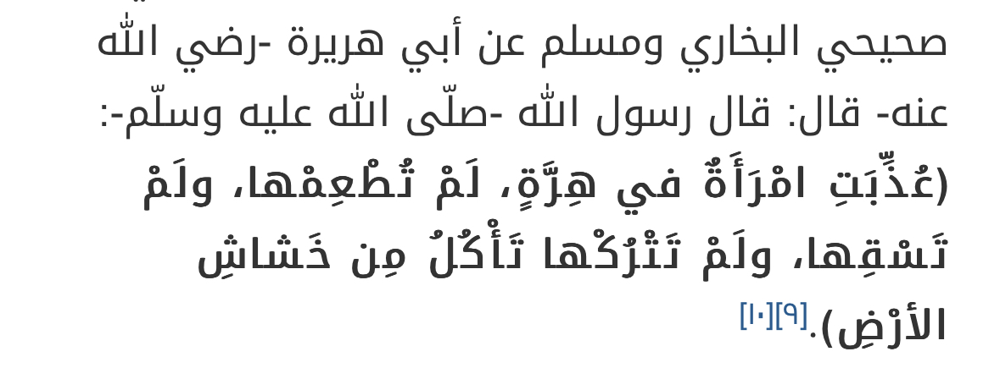 صحيحي البخاري ومسلم عن أبي هريرة -رضي الله
عنه- قال: قال رسول الله -صلّى الله عليه وسلّم-:
(عُذِّبَتِ امْرَأَةٌ في هِرَّةٍ، لَمْ تُطْعِمْها، ولَمْ
تَسْقِها، ولَمْ تَتْرُكْها تَأْكُلُ مِن خَشاشِ
الأرْضِ).[٩][١٠]